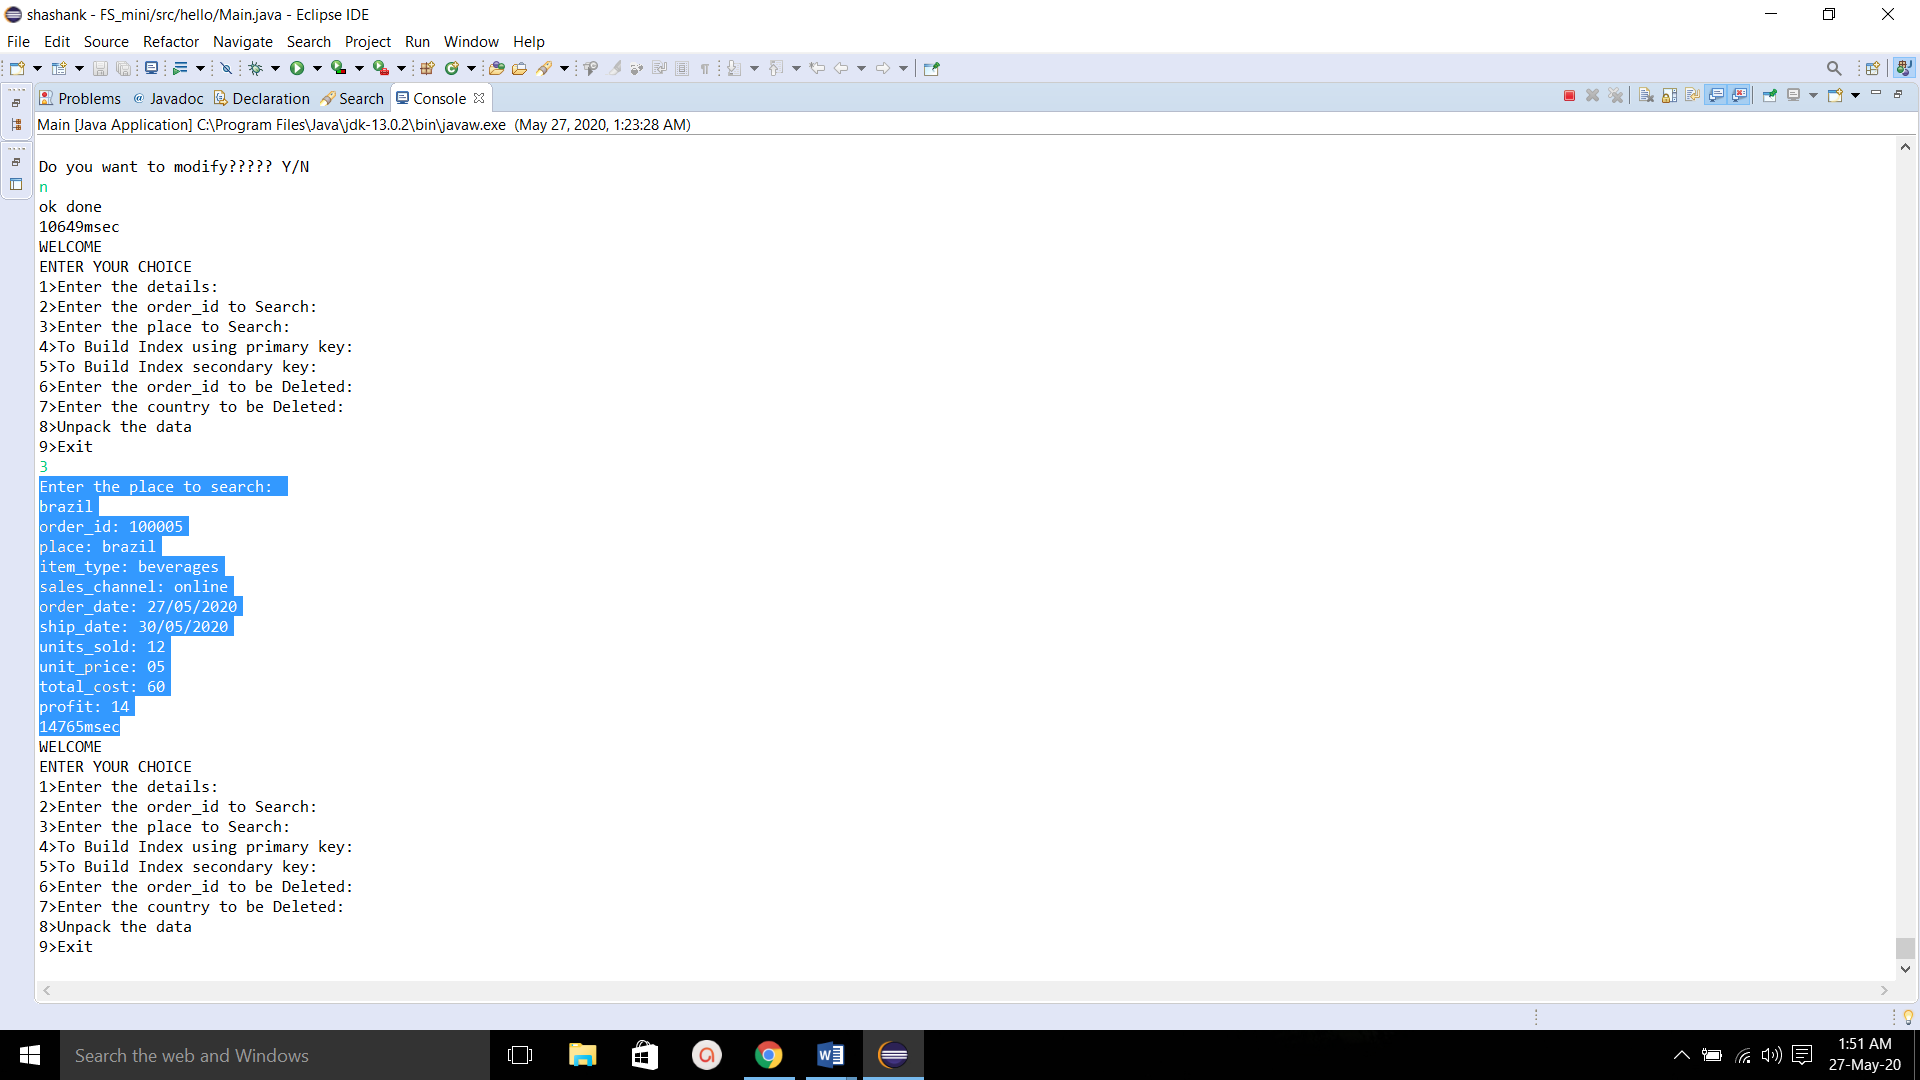 shashank - FS_mini/src/hello/Main.java - Eclipse IDE
File Edit Source Refactor Navigate Search Project Run Window Help
Problems @ Javadoc Declaration Search Console
Main [Java Application] C:\Program Files\Java\jdk-13.0.2\bin\javaw.exe (May 27, 2020, 1:23:28 AM)
Do you want to modify????? Y/N
n
ok done
10649msec
WELCOME
ENTER YOUR CHOICE
1>Enter the details:
2>Enter the order_id to Search:
3>Enter the place to Search:
4>To Build Index using primary key:
5>To Build Index secondary key:
6>Enter the order_id to be Deleted:
7>Enter the country to be Deleted:
8>Unpack the data
9>Exit
3
Enter the place to search:
brazil
order_id: 100005
place: brazil
item_type: beverages
sales_channel: online
order_date: 27/05/2020
ship_date: 30/05/2020
units_sold: 12
unit_price: 05
total_cost: 60
profit: 14
14765msec
WELCOME
ENTER YOUR CHOICE
1>Enter the details:
2>Enter the order_id to Search:
3>Enter the place to Search:
4>To Build Index using primary key:
5>To Build Index secondary key:
6>Enter the order_id to be Deleted:
7>Enter the country to be Deleted:
8>Unpack the data
9>Exit
Search the web and Windows
1:51 AM
27-May-20